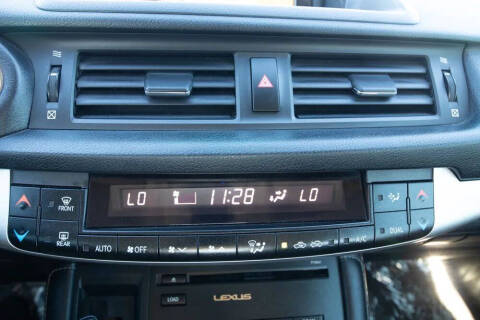 LO 11:28 LO
FRONT
REAR
AUTO OFF A/C DUAL
LOAD LEXUS